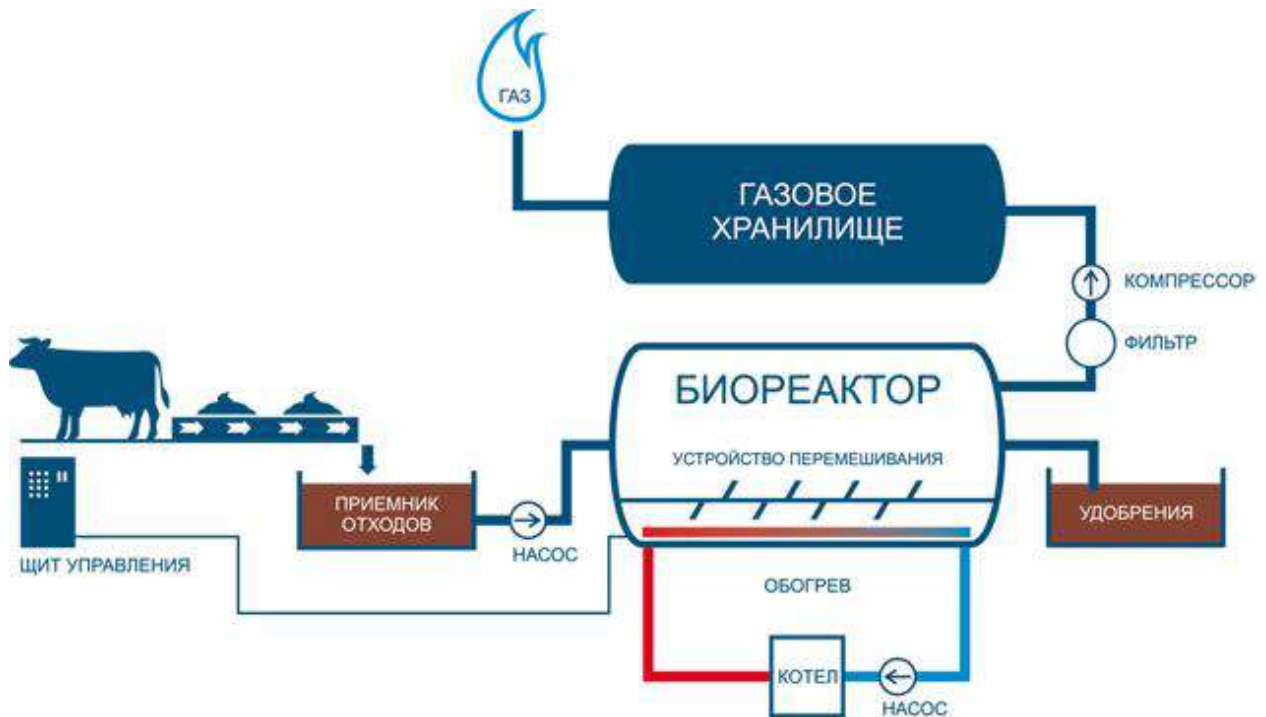 ГАЗ
ГАЗОВОЕ
ХРАНИЛИЩЕ
КОМПРЕССОР
ФИЛЬТР
БИОРЕАКТОР
УСТРОЙСТВО ПЕРЕМЕШИВАНИЯ
ПРИЕМНИК
ОТХОДОВ
УДОБРЕНИЯ
НАСОС
ЩИТ УПРАВЛЕНИЯ
ОБОГРЕВ
КОТЕЛ
НАСОС